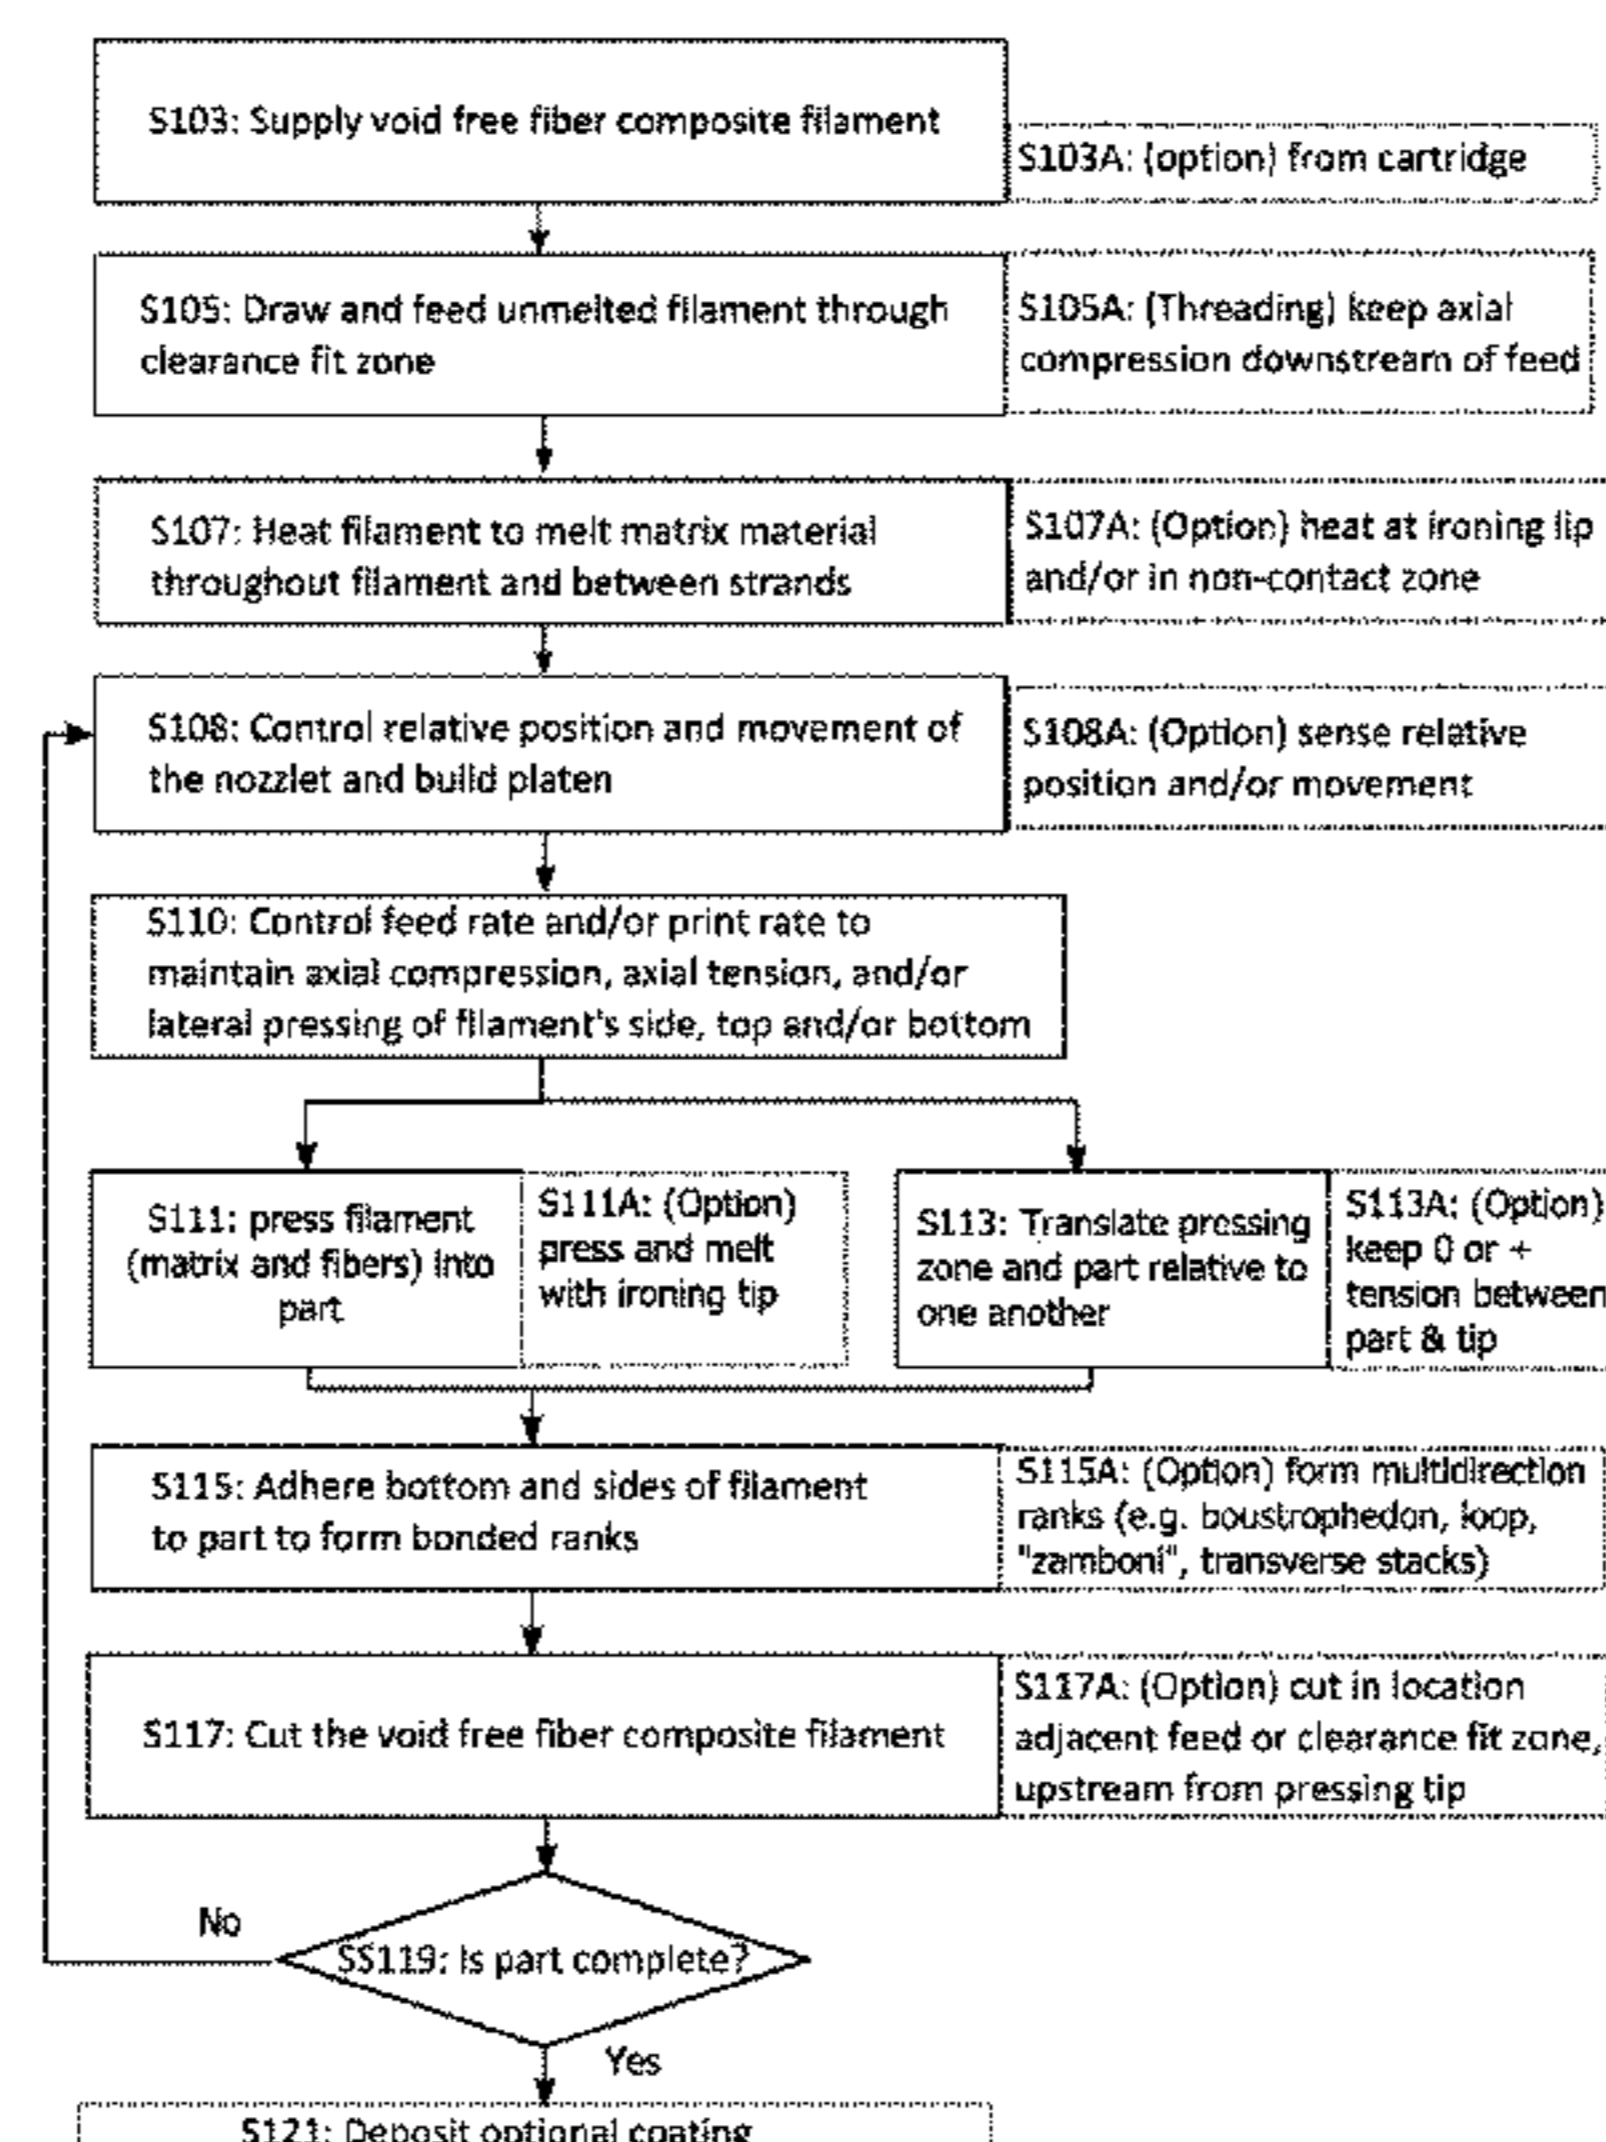 S103: Supply void free fiber composite filament
S103A: (option) from cartridge
S105: Draw and feed unmelted filament through
clearance fit zone
S105A: (Threading) keep axial
compression downstream of feed
S107: Heat filament to melt matrix material
throughout filament and between strands
S107A: (Option) heat at ironing lip
and/or in non-contact zone
S108: Control relative position and movement of
the nozzlet and build platen
S108A: (Option) sense relative
position and/or movement
S110: Control feed rate and/or print rate to
maintain axial compression, axial tension, and/or
lateral pressing of filament's side, top and/or bottom
S111: press filament
(matrix and fibers) into
part
S111A: (Option)
press and melt
with ironing tip
S113: Translate pressing
zone and part relative to
one another
S113A: (Option)
keep 0 or +
tension between
part & tip
S115: Adhere bottom and sides of filament
to part to form bonded ranks
S115A: (Option) form multidirection
ranks (e.g. boustrophedon, loop,
"zamboni", transverse stacks)
S117: Cut the void free fiber composite filament
S117A: (Option) cut in location
adjacent feed or clearance fit zone,
upstream from pressing tip
No
SS119: Is part complete?
Yes
S121: Deposit optional coating